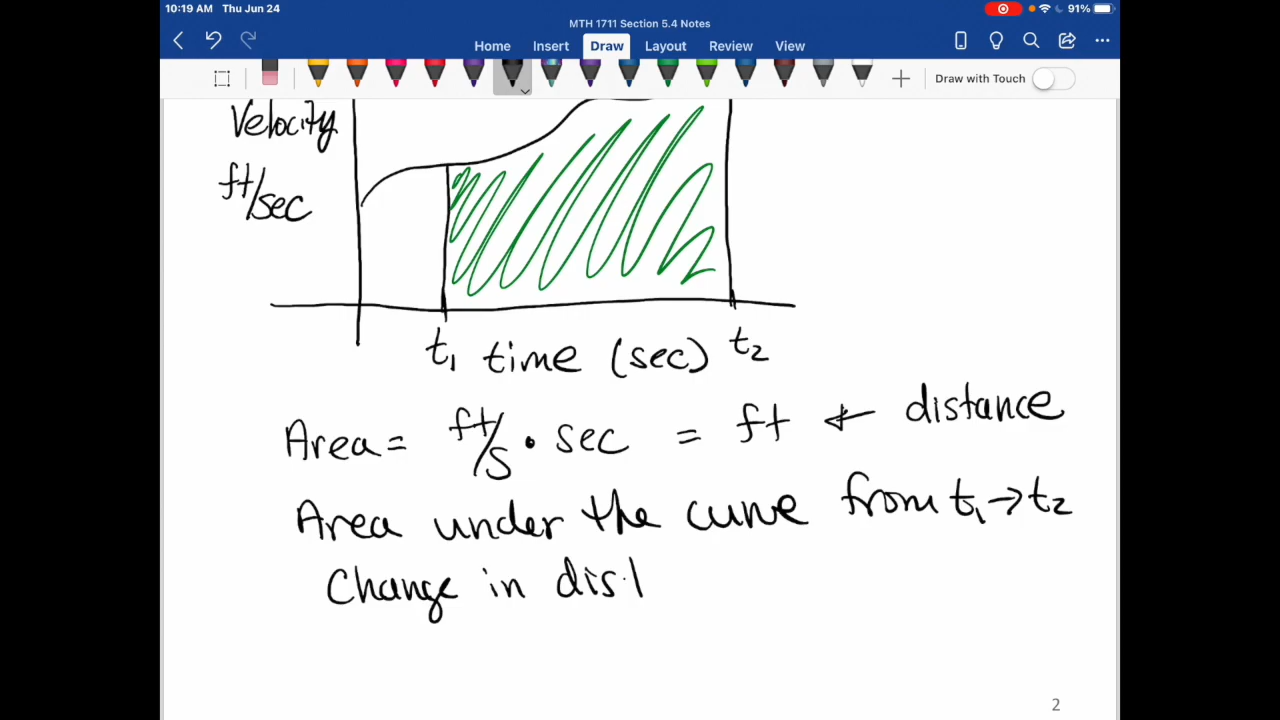 10:19 AM Thu Jun 24
91%
MTH 1711 Section 5.4 Notes
Home Insert Draw Layout Review View
Draw with Touch
Velocity
ft/sec
t₁ time (sec) t₂
Area = ft/s · sec = ft ← distance
Area under the curve from t₁ → t₂
Change in
2